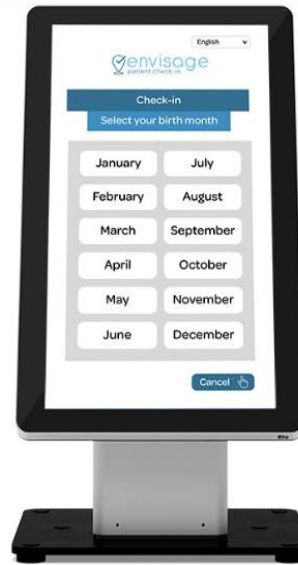 English
envisage
patient check-in
Check-in
Select your birth month
January July
February August
March September
April October
May November
June December
Cancel
elo